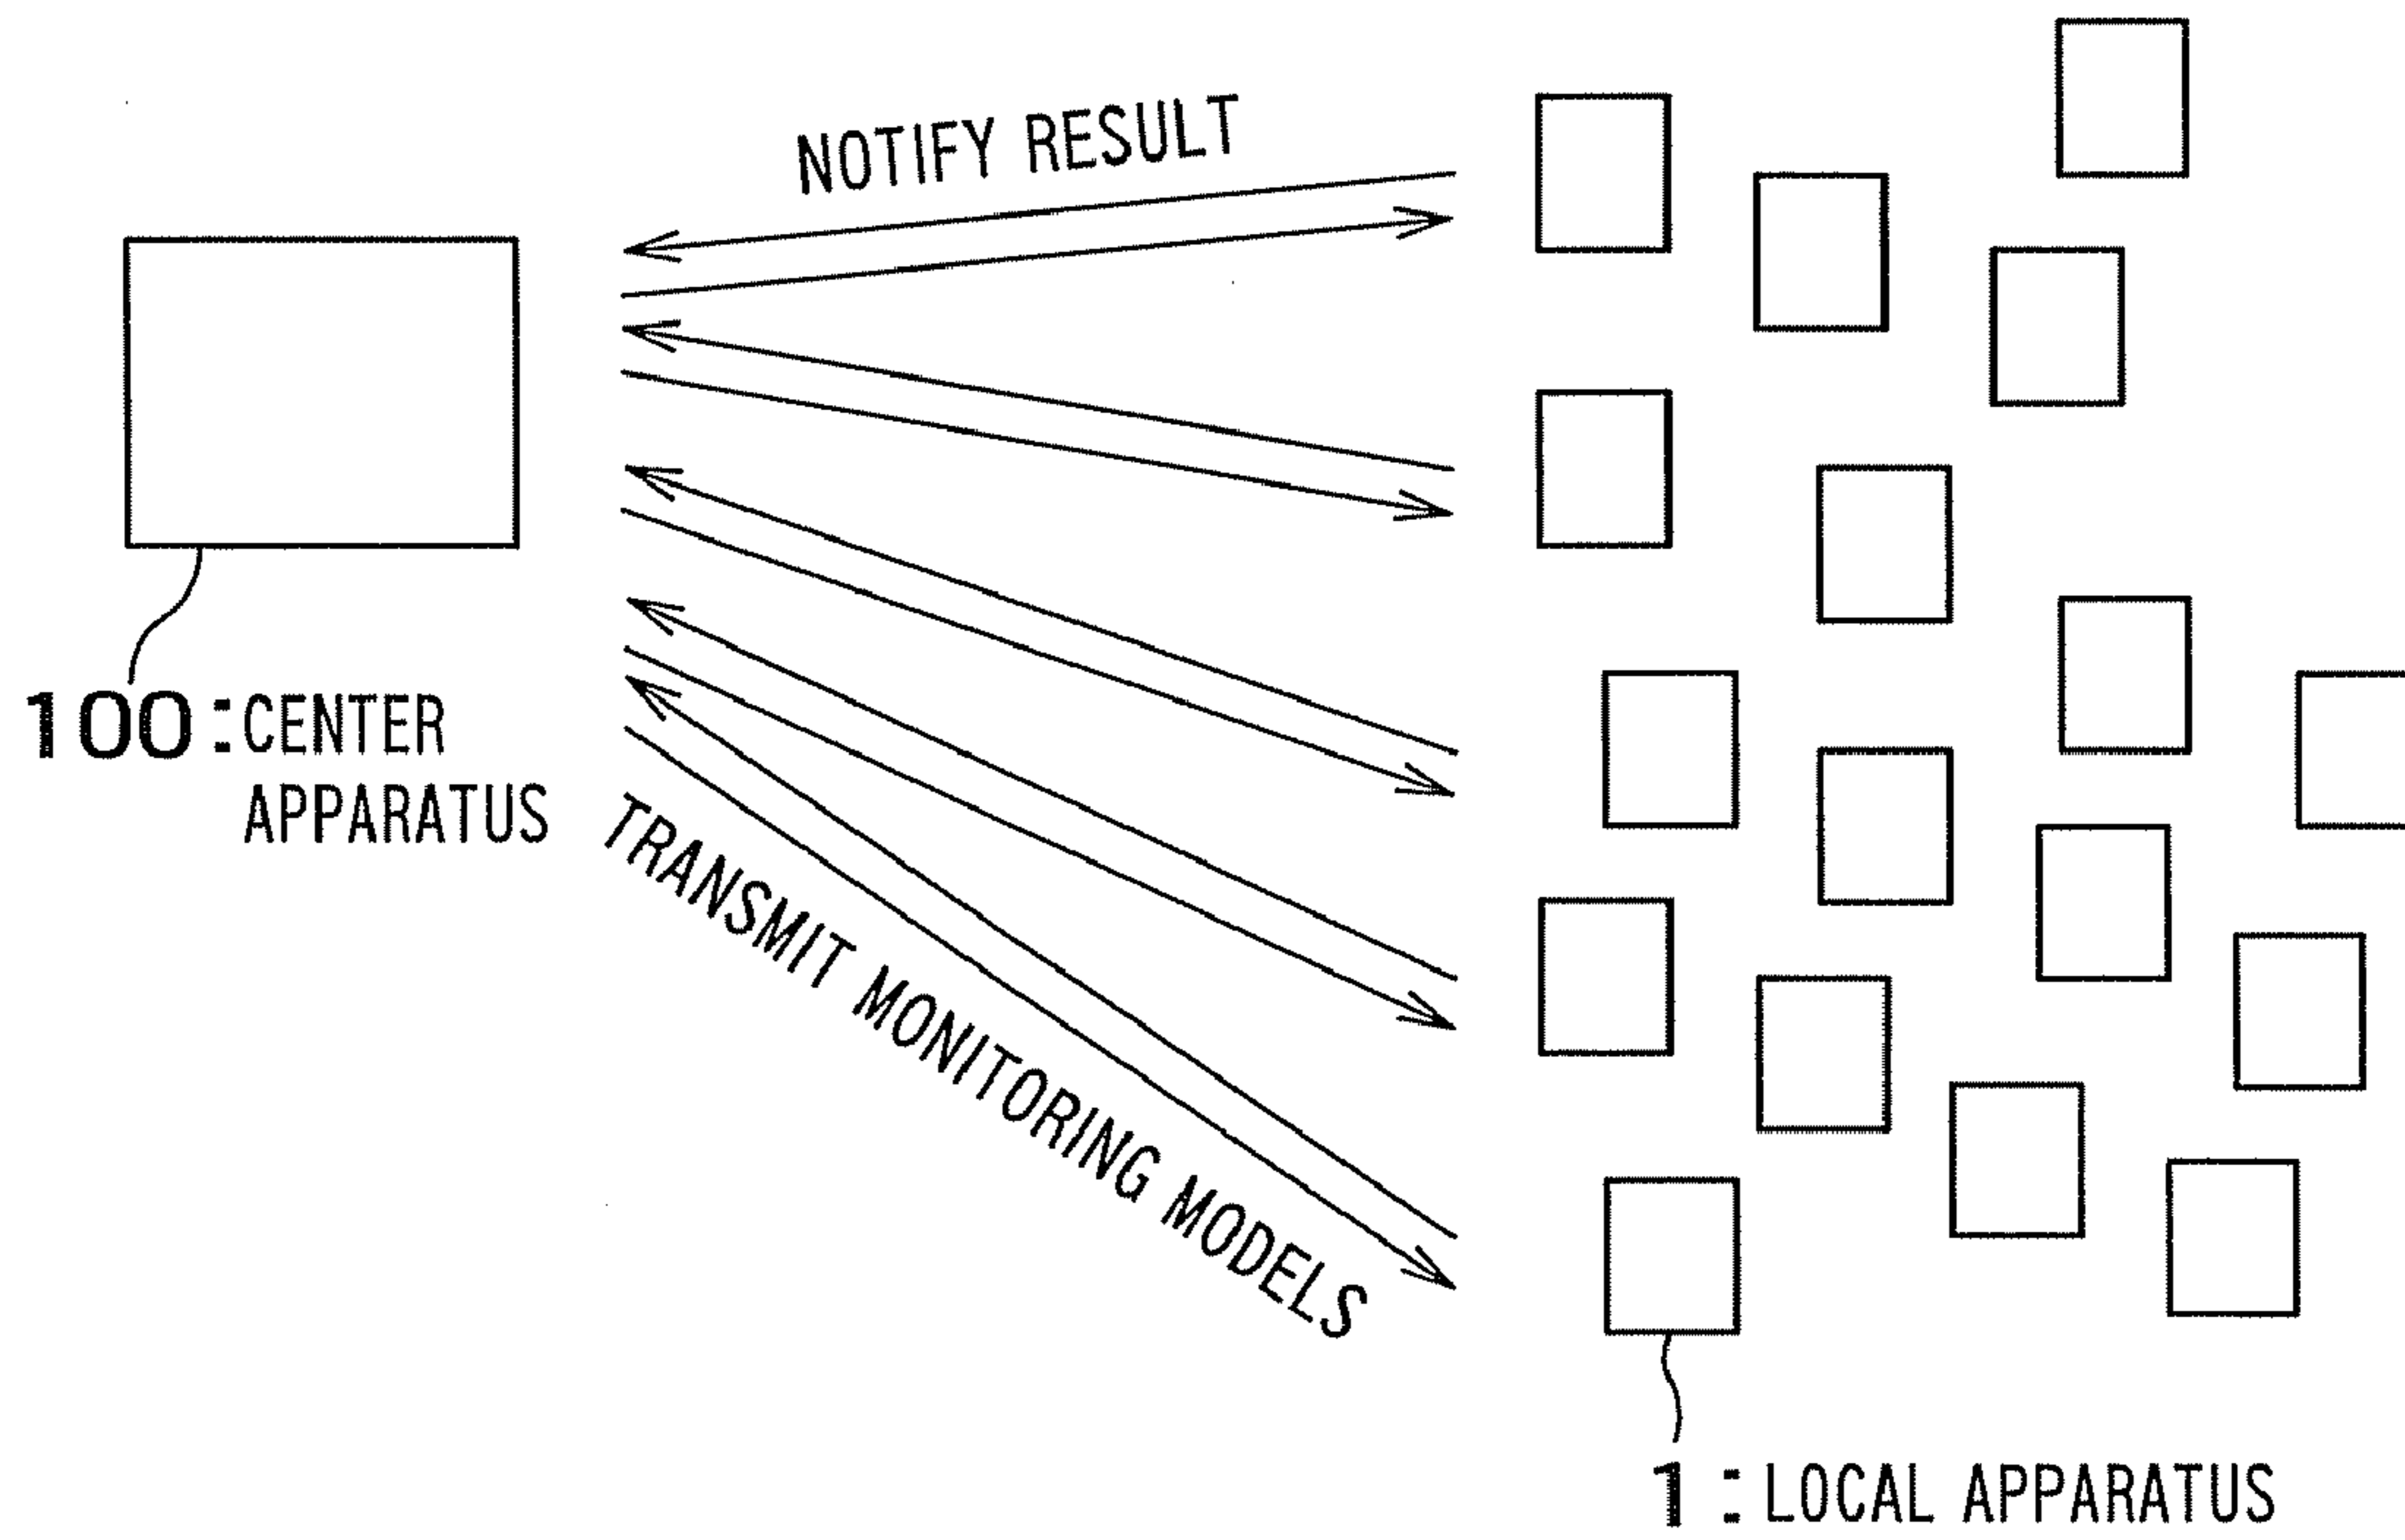 NOTIFY RESULT
100:CENTER
APPARATUS
TRANSMIT MONITORING MODELS
1:LOCAL APPARATUS